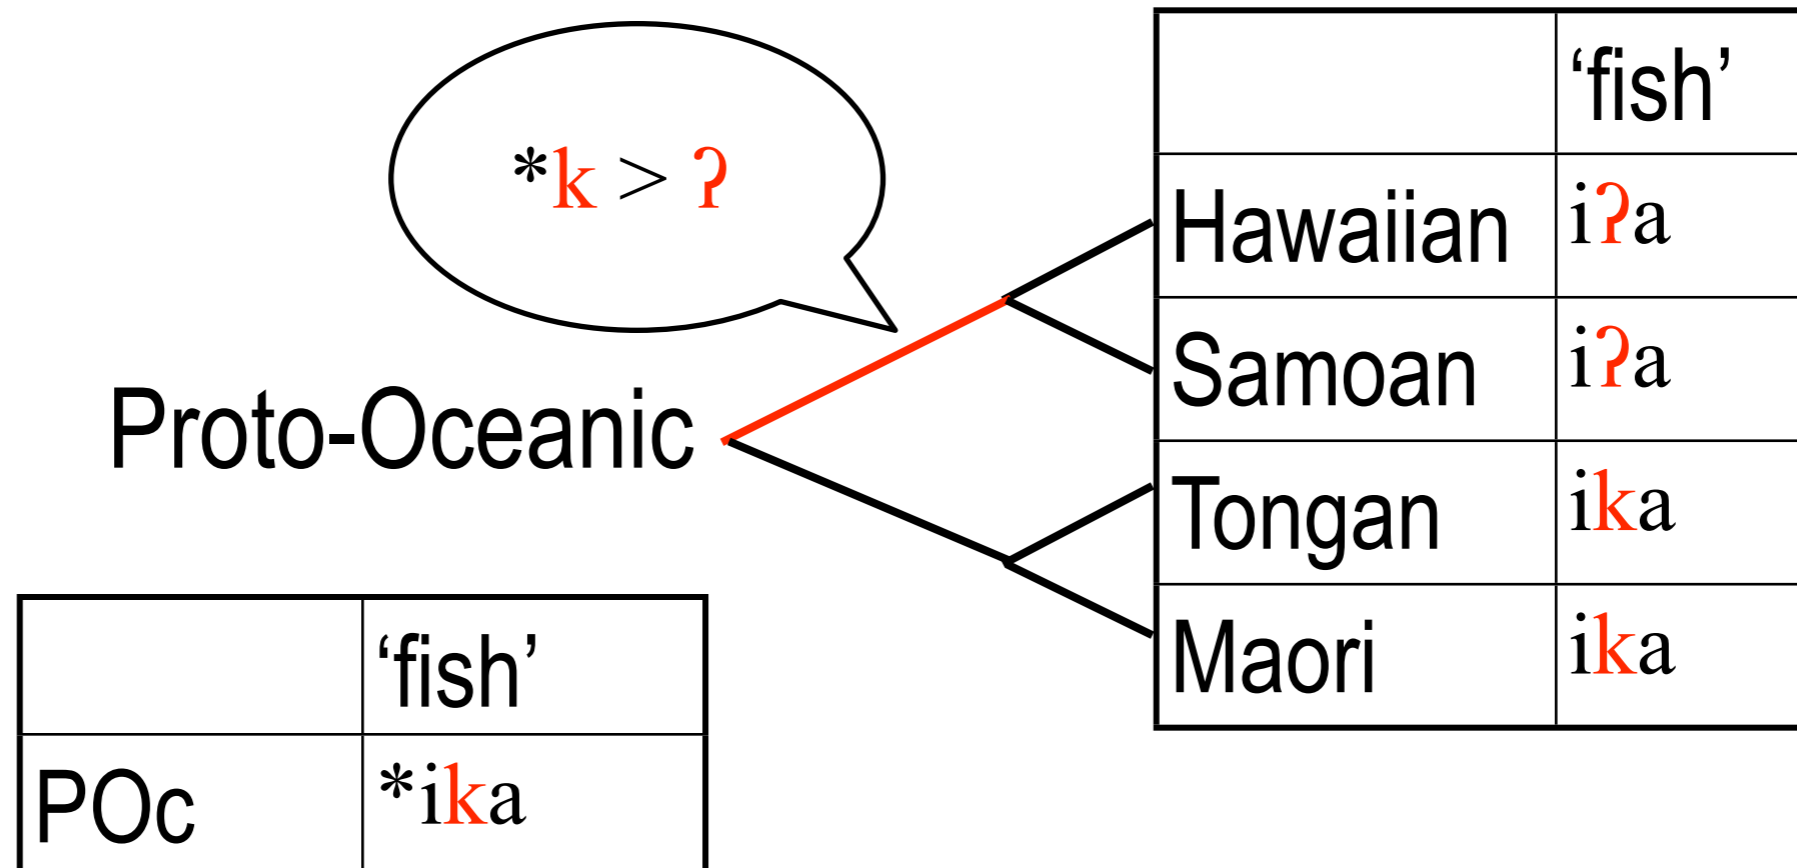 *k > ʔ
Proto-Oceanic
‘fish’
Hawaiian iʔa
Samoan iʔa
Tongan ika
Maori ika
‘fish’
POc *ika